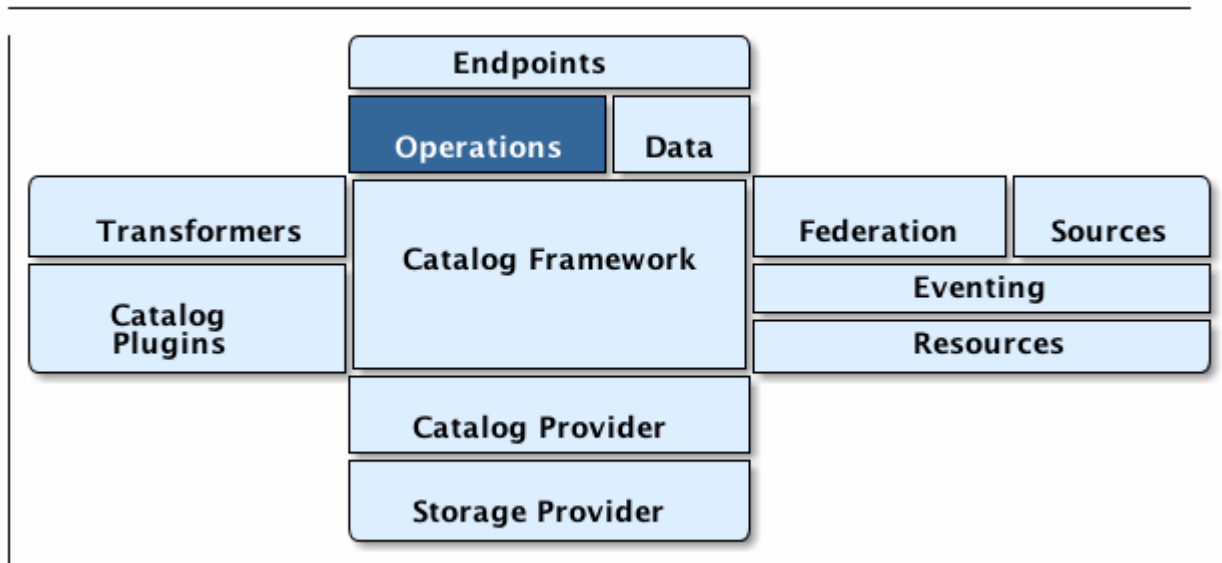 Endpoints
Operations
Data
Transformers
Catalog Framework
Federation
Sources
Catalog
Plugins
Eventing
Resources
Catalog Provider
Storage Provider